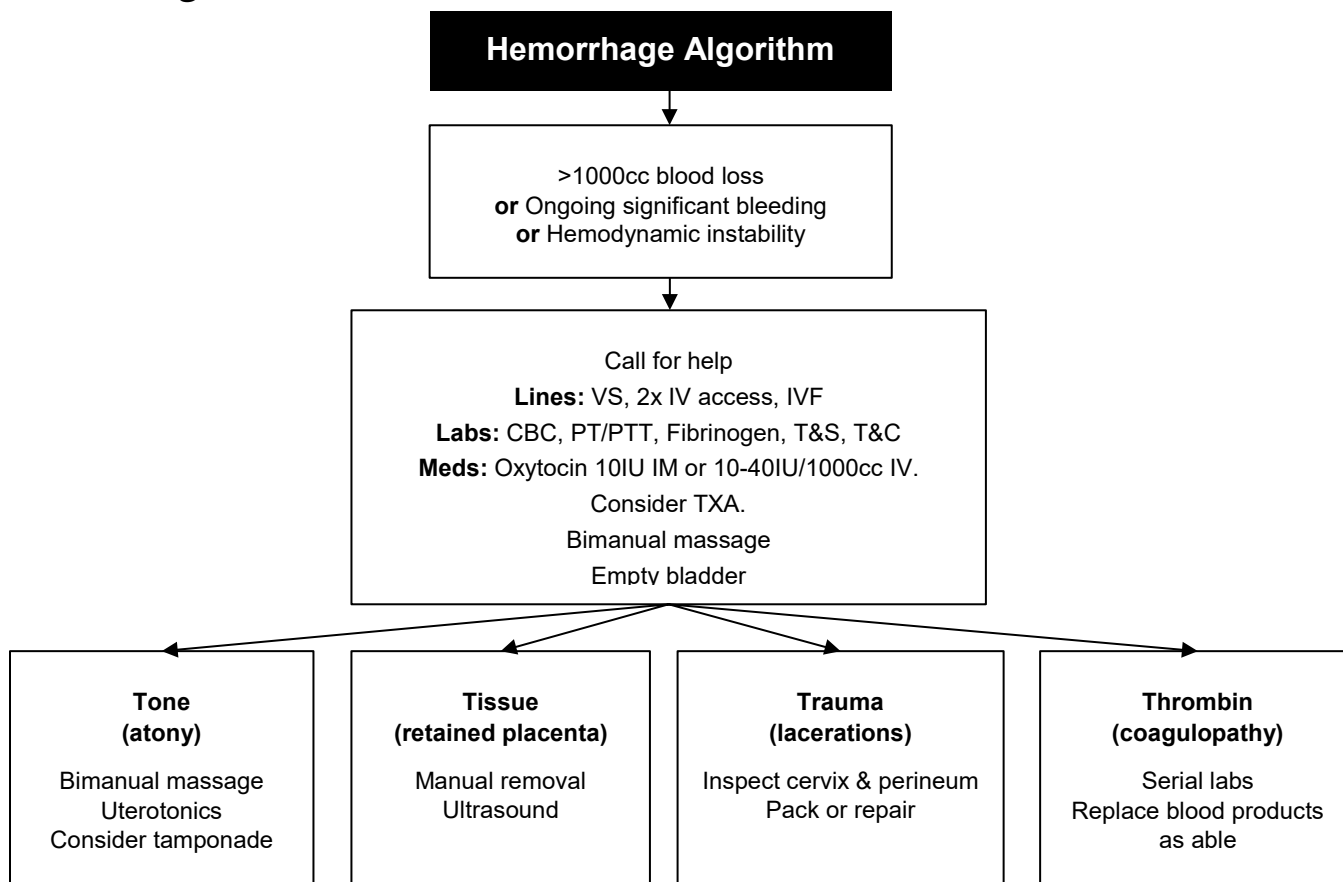 Hemorrhage Algorithm
>1000cc blood loss
or Ongoing significant bleeding
or Hemodynamic instability
Call for help
Lines: VS, 2x IV access, IVF
Labs: CBC, PT/PTT, Fibrinogen, T&S, T&C
Meds: Oxytocin 10IU IM or 10-40IU/1000cc IV.
Consider TXA.
Bimanual massage
Empty bladder
Tone
(atony)
Bimanual massage
Uterotonics
Consider tamponade
Tissue
(retained placenta)
Manual removal
Ultrasound
Trauma
(lacerations)
Inspect cervix & perineum
Pack or repair
Thrombin
(coagulopathy)
Serial labs
Replace blood products
as able